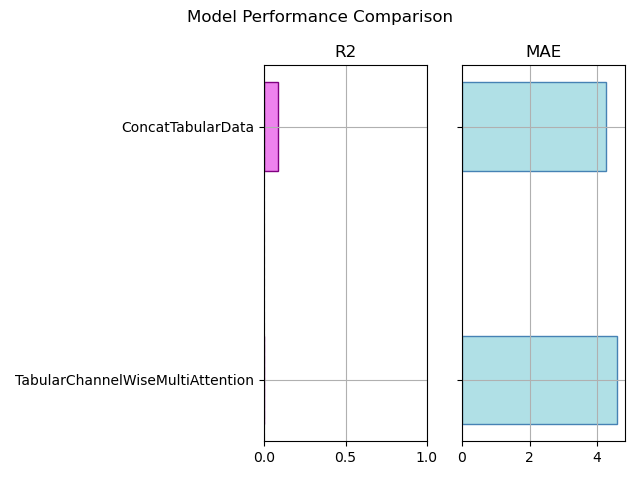 Model Performance Comparison
R2
MAE
ConcatTabularData
TabularChannelWiseMultiAttention
0.0 0.5 1.0
0 2 4